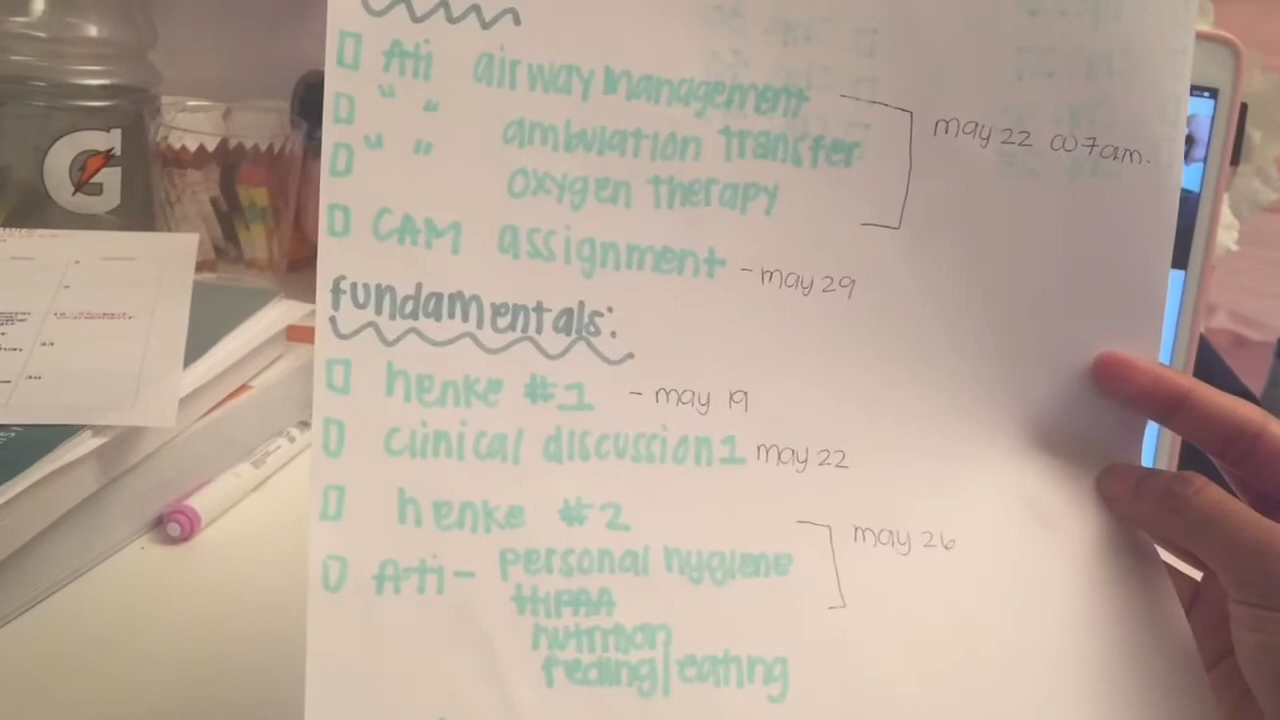 Ati airway management
" " ambulation transfer
" " oxygen therapy
may 22 @ 7am.
CAM assignment - may 29
fundamentals:
henke #1 - may 19
clinical discussion 1 may 22
henke #2
Ati - personal hygiene
HIPAA
nutrition
feeding/eating
may 26
G